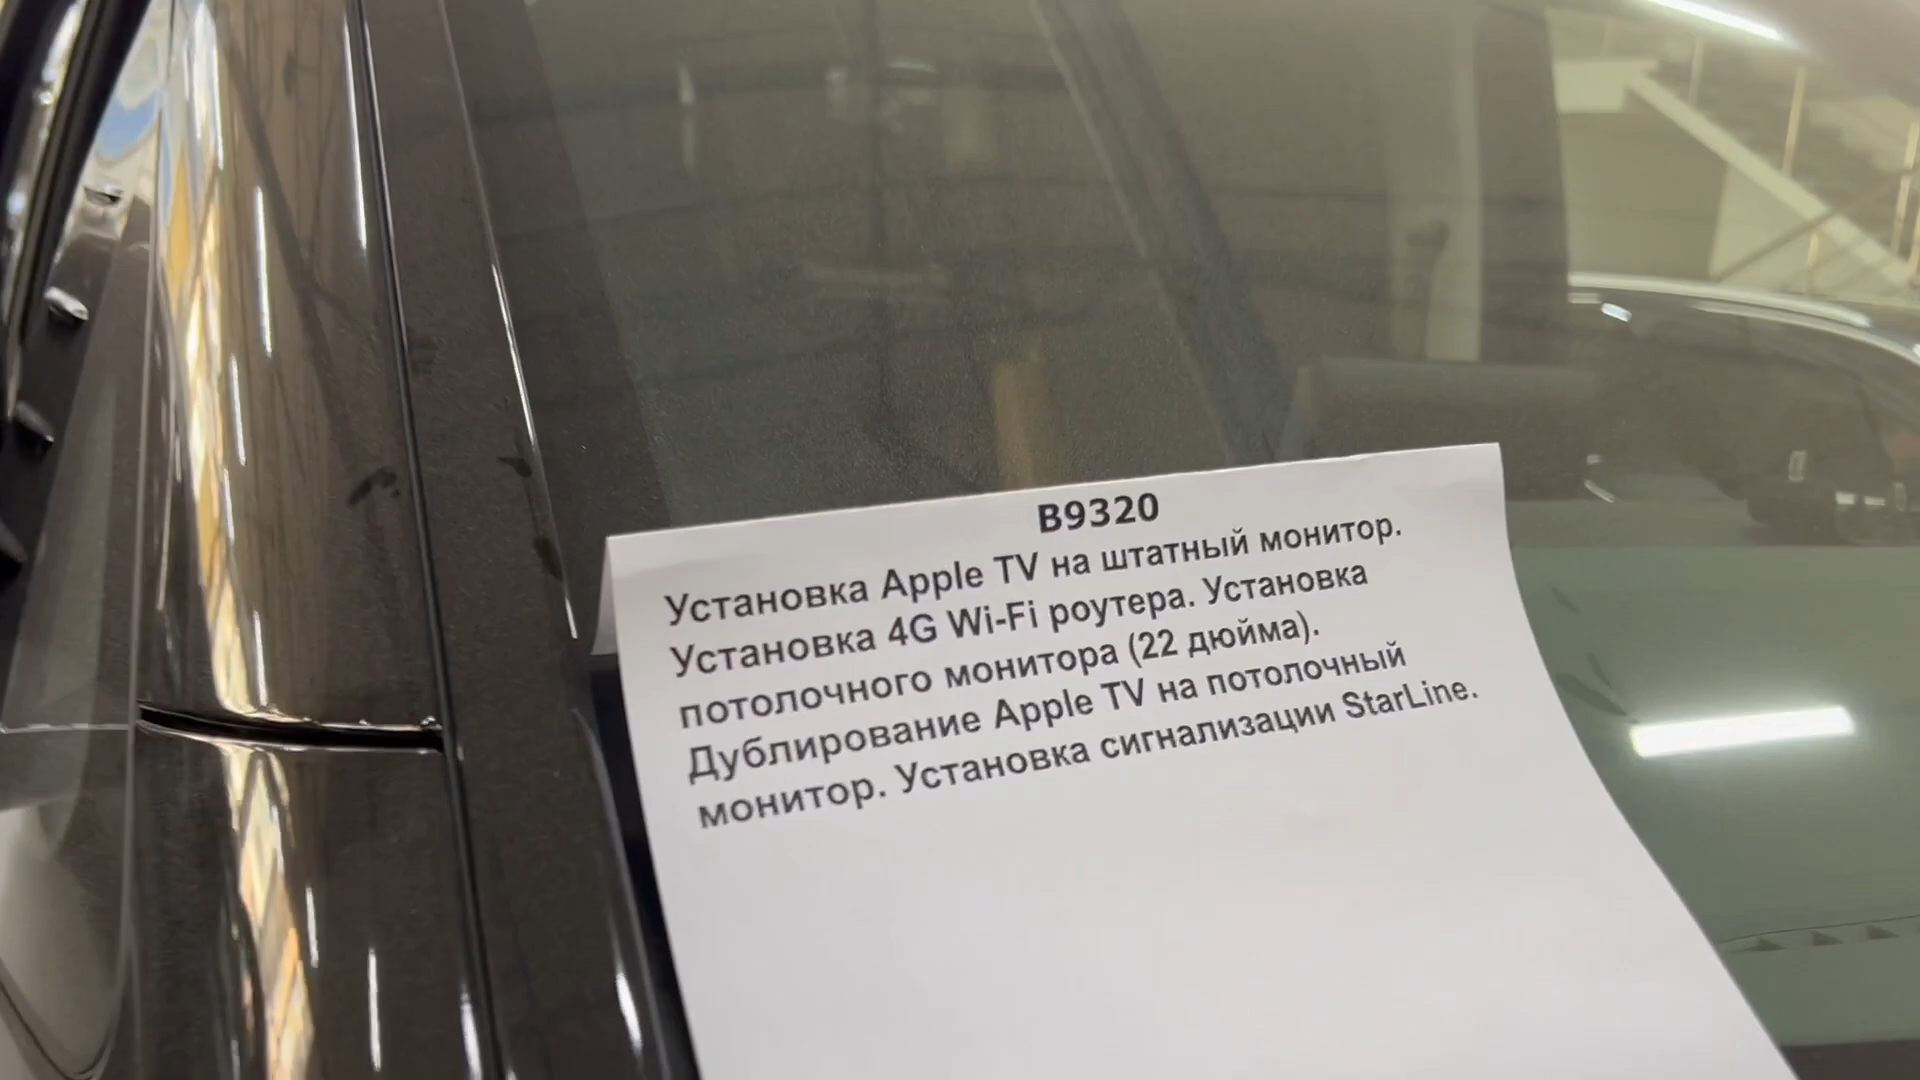 B9320
Установка Apple TV на штатный монитор.
Установка 4G Wi-Fi роутера. Установка
потолочного монитора (22 дюйма).
Дублирование Apple TV на потолочный
монитор. Установка сигнализации StarLine.